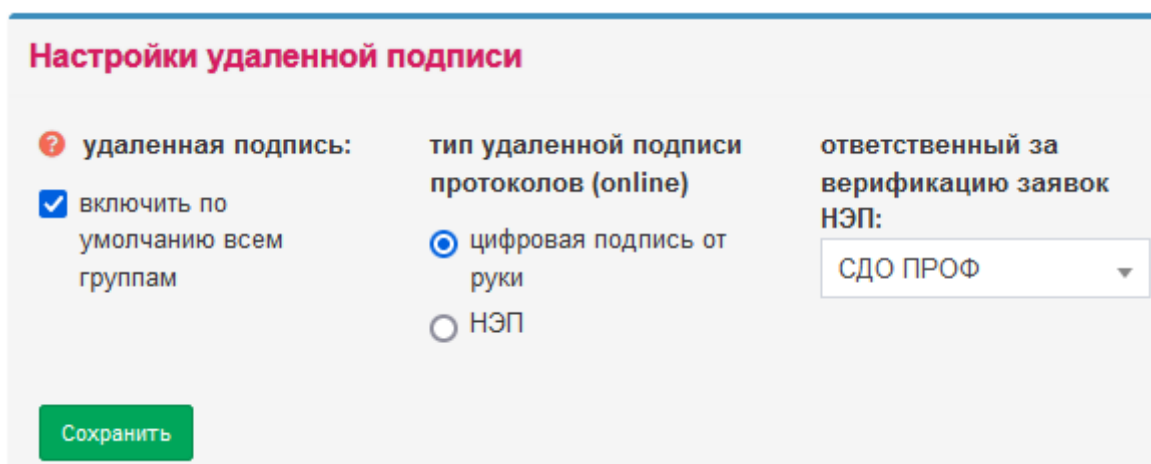 Настройки удаленной подписи
удаленная подпись:
включить по
умолчанию всем
группам
тип удаленной подписи
протоколов (online)
цифровая подпись от
руки
НЭП
ответственный за
верификацию заявок
НЭП:
СДО ПРОФ
Сохранить